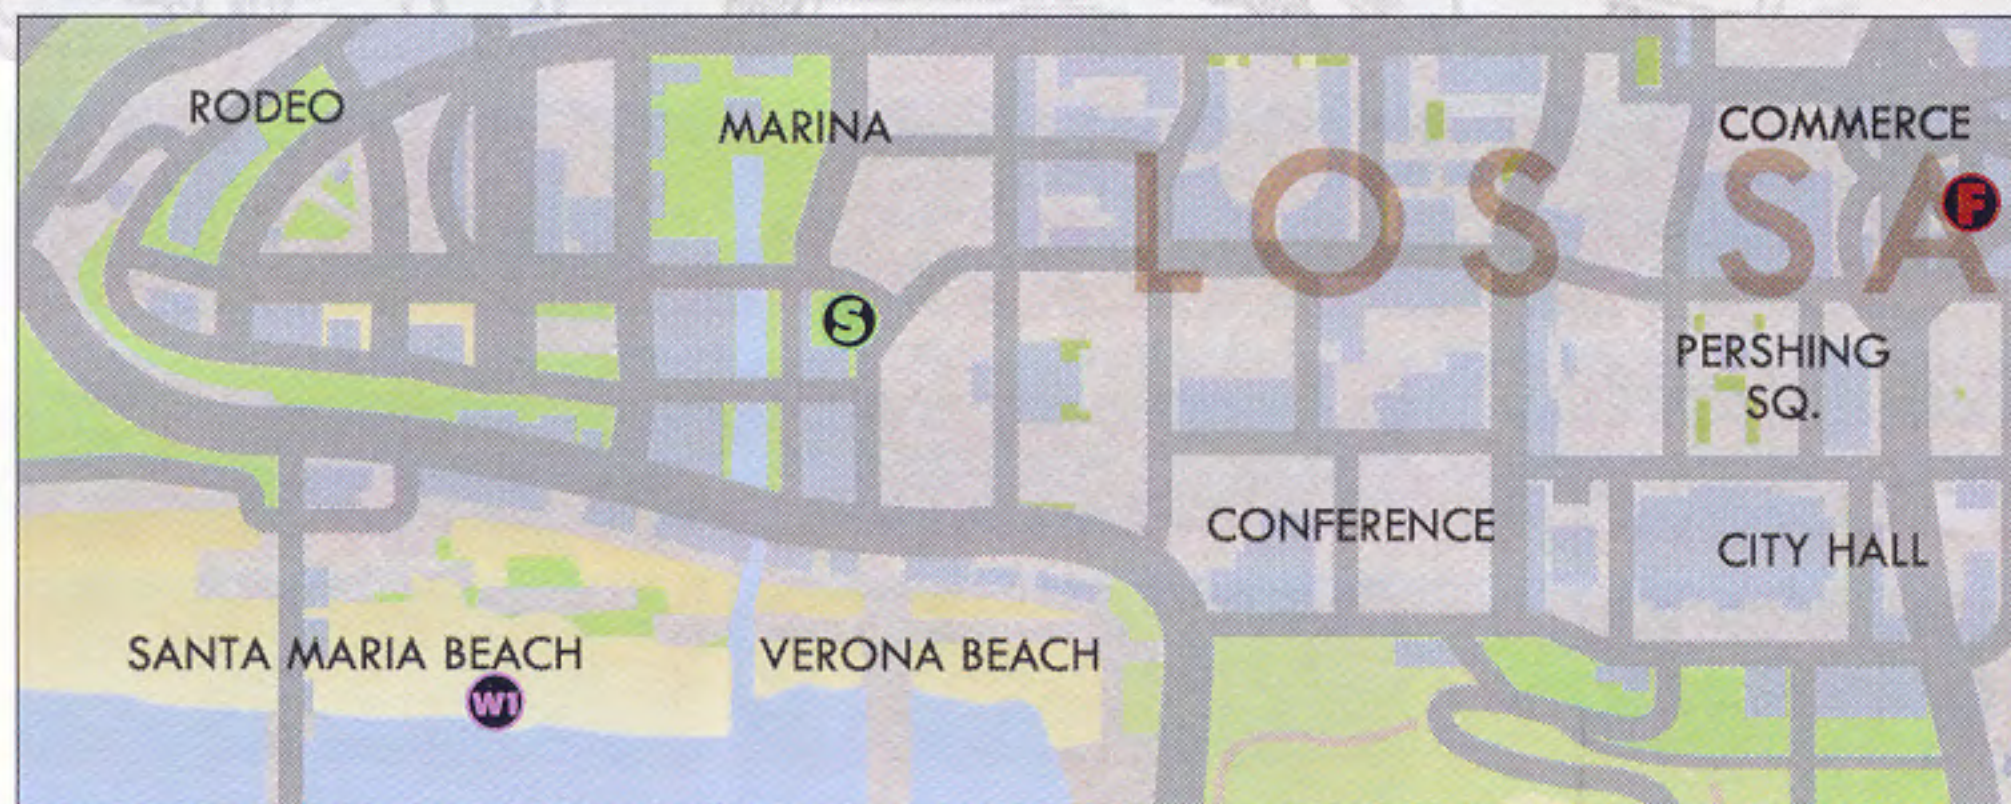 RODEO
MARINA
COMMERCE
LOS SA
F
S
PERSHING
SQ.
CONFERENCE
CITY HALL
SANTA MARIA BEACH
VERONA BEACH
W1